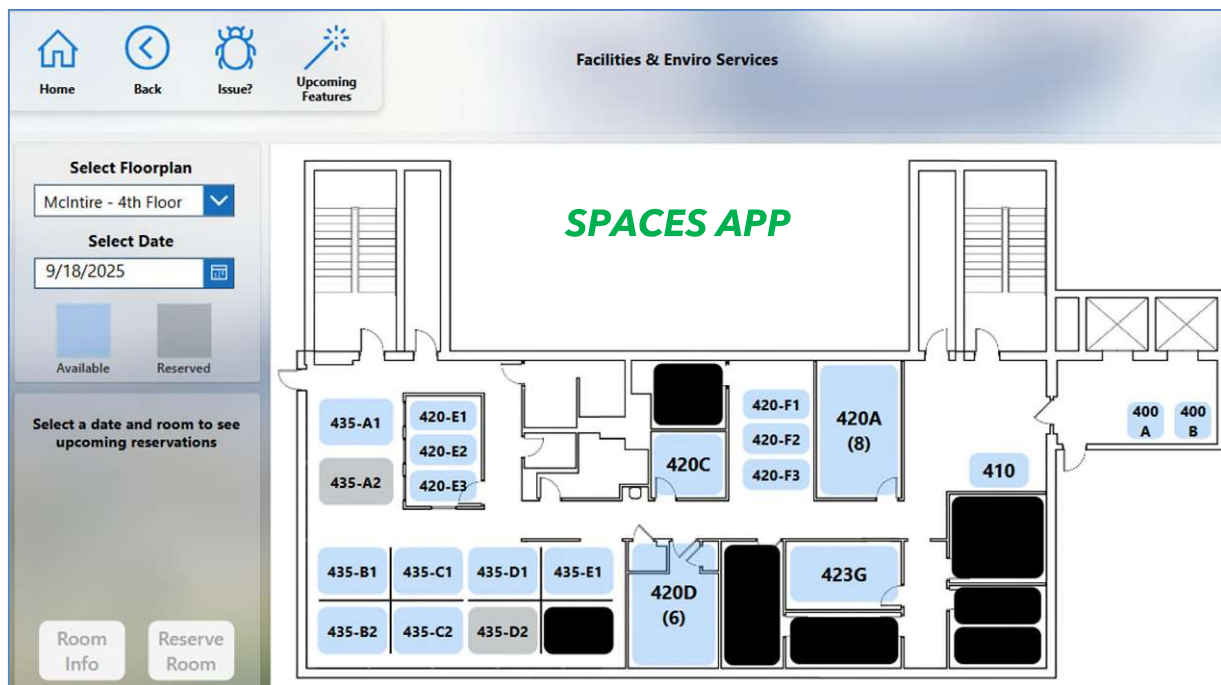 Home
Back
Issue?
Upcoming
Features
Facilities & Enviro Services
Select Floorplan
McIntire - 4th Floor
Select Date
9/18/2025
Available
Reserved
Select a date and room to see
upcoming reservations
Room
Info
Reserve
Room
SPACES APP
435-A1
420-E1
420-E2
420-E3
435-A2
420C
420-F1
420-F2
420-F3
420A
(8)
400
A
400
B
410
435-B1
435-C1
435-D1
435-E1
420D
(6)
423G
435-B2
435-C2
435-D2